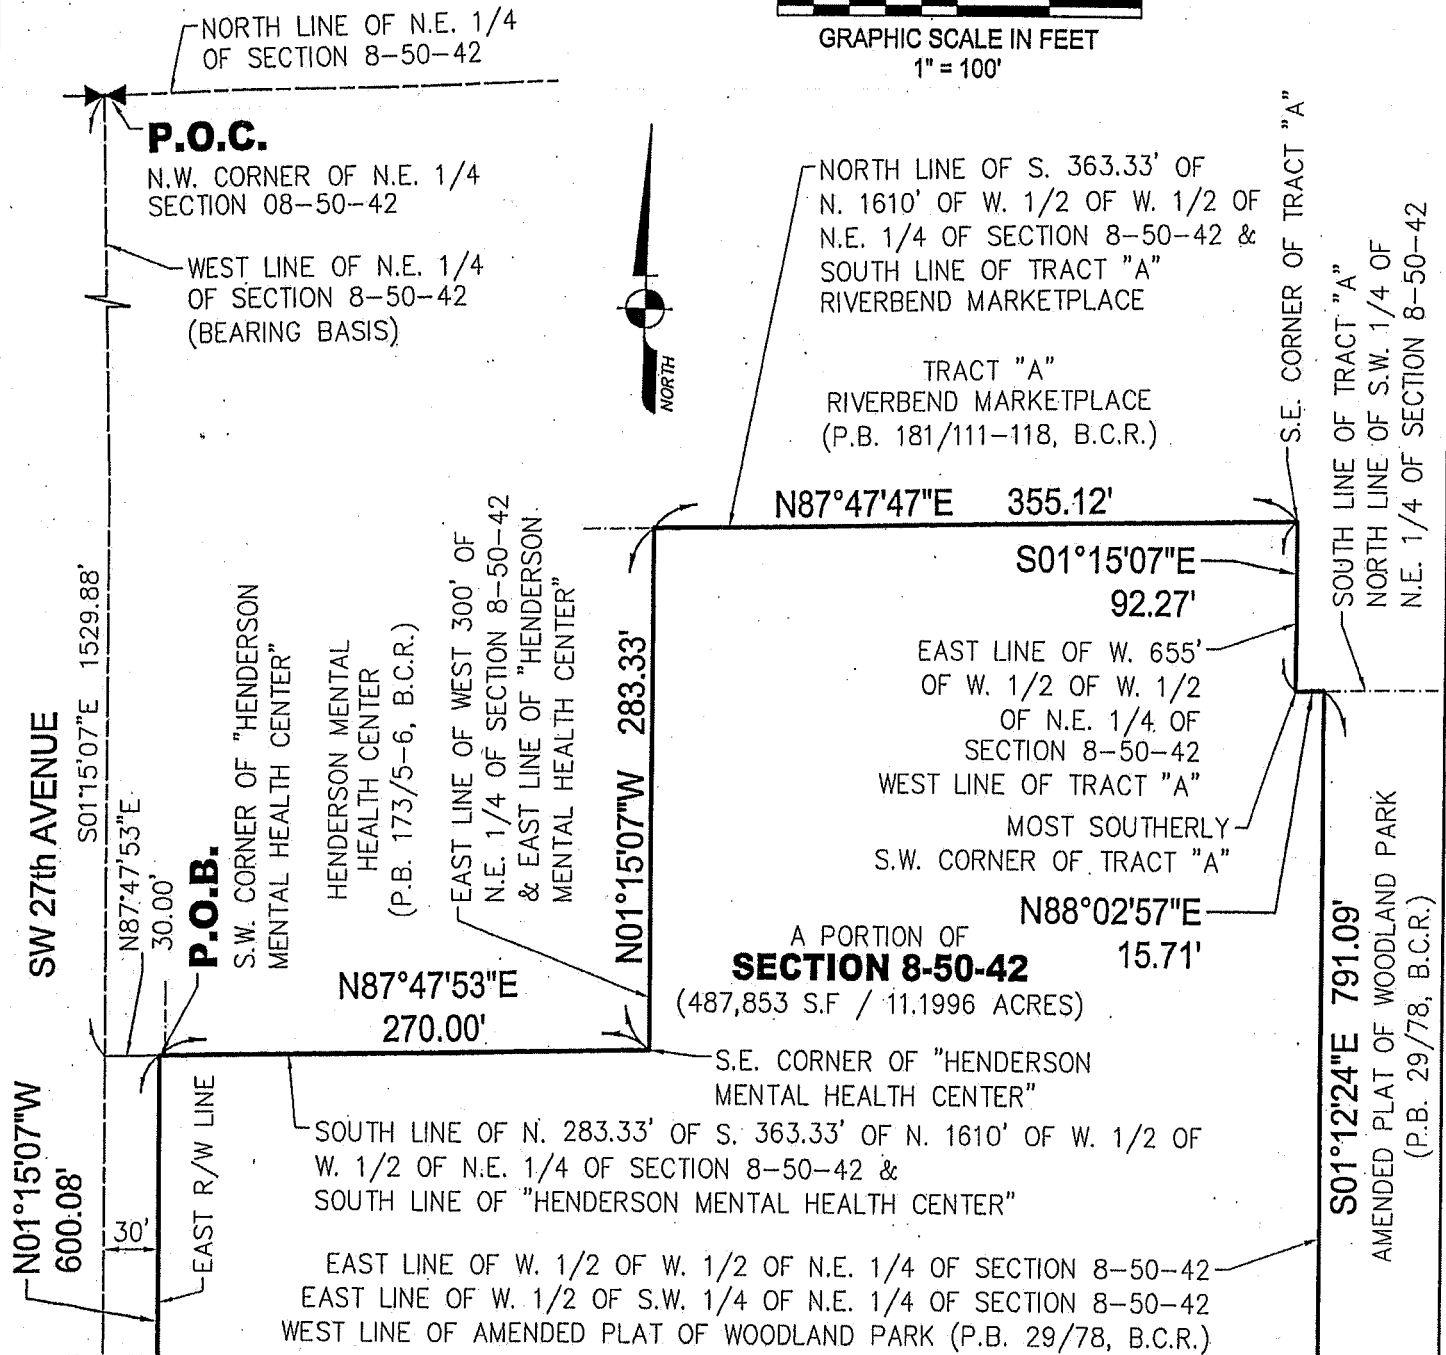 NORTH LINE OF N.E. 1/4
OF SECTION 8-50-42
GRAPHIC SCALE IN FEET
1" = 100'
P.O.C.
N.W. CORNER OF N.E. 1/4
SECTION 08-50-42
WEST LINE OF N.E. 1/4
OF SECTION 8-50-42
(BEARING BASIS)
NORTH
NORTH LINE OF S. 363.33' OF
N. 1610' OF W. 1/2 OF W. 1/2 OF
N.E. 1/4 OF SECTION 8-50-42 &
SOUTH LINE OF TRACT "A"
RIVERBEND MARKETPLACE
TRACT "A"
RIVERBEND MARKETPLACE
(P.B. 181/111-118, B.C.R.)
S.E. CORNER OF TRACT "A"
SOUTH LINE OF TRACT "A"
NORTH LINE OF S.W. 1/4 OF
N.E. 1/4 OF SECTION 8-50-42
N87°47'47"E 355.12'
S01°15'07"E
92.27'
EAST LINE OF W. 655'
OF W. 1/2 OF W. 1/2
OF N.E. 1/4 OF
SECTION 8-50-42
WEST LINE OF TRACT "A"
MOST SOUTHERLY
S.W. CORNER OF TRACT "A"
N88°02'57"E
15.71'
SW 27th AVENUE
S01°15'07"E 1529.88'
N87°47'53"E
30.00'
P.O.B.
S.W. CORNER OF "HENDERSON
MENTAL HEALTH CENTER"
HENDERSON MENTAL
HEALTH CENTER
(P.B. 173/5-6, B.C.R.)
EAST LINE OF WEST 300' OF
N.E. 1/4 OF SECTION 8-50-42
& EAST LINE OF "HENDERSON
MENTAL HEALTH CENTER"
N01°15'07"W 283.33'
A PORTION OF
SECTION 8-50-42
(487,853 S.F / 11.1996 ACRES)
N87°47'53"E
270.00'
S.E. CORNER OF "HENDERSON
MENTAL HEALTH CENTER"
SOUTH LINE OF N. 283.33' OF S. 363.33' OF N. 1610' OF W. 1/2 OF
W. 1/2 OF N.E. 1/4 OF SECTION 8-50-42 &
SOUTH LINE OF "HENDERSON MENTAL HEALTH CENTER"
N01°15'07"W
600.08'
30'
EAST R/W LINE
EAST LINE OF W. 1/2 OF W. 1/2 OF N.E. 1/4 OF SECTION 8-50-42
EAST LINE OF W. 1/2 OF S.W. 1/4 OF N.E. 1/4 OF SECTION 8-50-42
WEST LINE OF AMENDED PLAT OF WOODLAND PARK (P.B. 29/78, B.C.R.)
S01°12'24"E 791.09'
AMENDED PLAT OF WOODLAND PARK
(P.B. 29/78, B.C.R.)